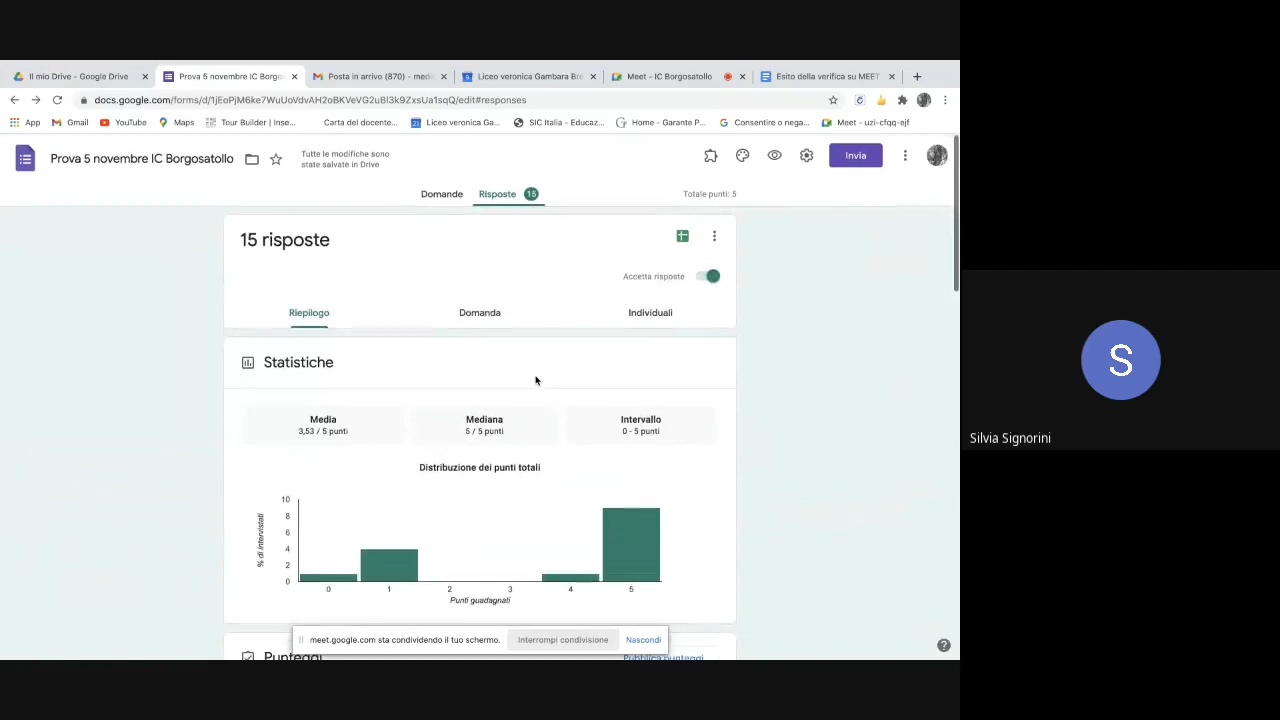 Il mio Drive - Google Drive
Prova 5 novembre IC Borgo
Posta in arrivo (870) - medi
Liceo veronica Gambara Bre
Meet - IC Borgosatollo
Esito della verifica su MEET
docs.google.com/forms/d/1jEoPjM6ke7WuUoVdvAH2oBKVeVG2uBl3k9ZxsUa1sqQ/edit#responses
App
Gmail
YouTube
Maps
Tour Builder | Inse...
Carta del docente...
Liceo veronica Ga...
SIC Italia - Educaz...
Home - Garante P...
Consentire o nega...
Meet - uzi-cfqq-ejf
Prova 5 novembre IC Borgosatollo
Tutte le modifiche sono
state salvate in Drive
Invia
Domande
Risposte 15
Totale punti: 5
15 risposte
Accetta risposte
Riepilogo
Domanda
Individuali
Statistiche
Media
3,53 / 5 punti
Mediana
5 / 5 punti
Intervallo
0 - 5 punti
Distribuzione dei punti totali
% di intervistati
10
8
6
4
2
0
0 1 2 3 4 5
Punti guadagnati
meet.google.com sta condividendo il tuo schermo.
Interrompi condivisione
Nascondi
Punteggi
Pubblica punteggi
S
Silvia Signorini